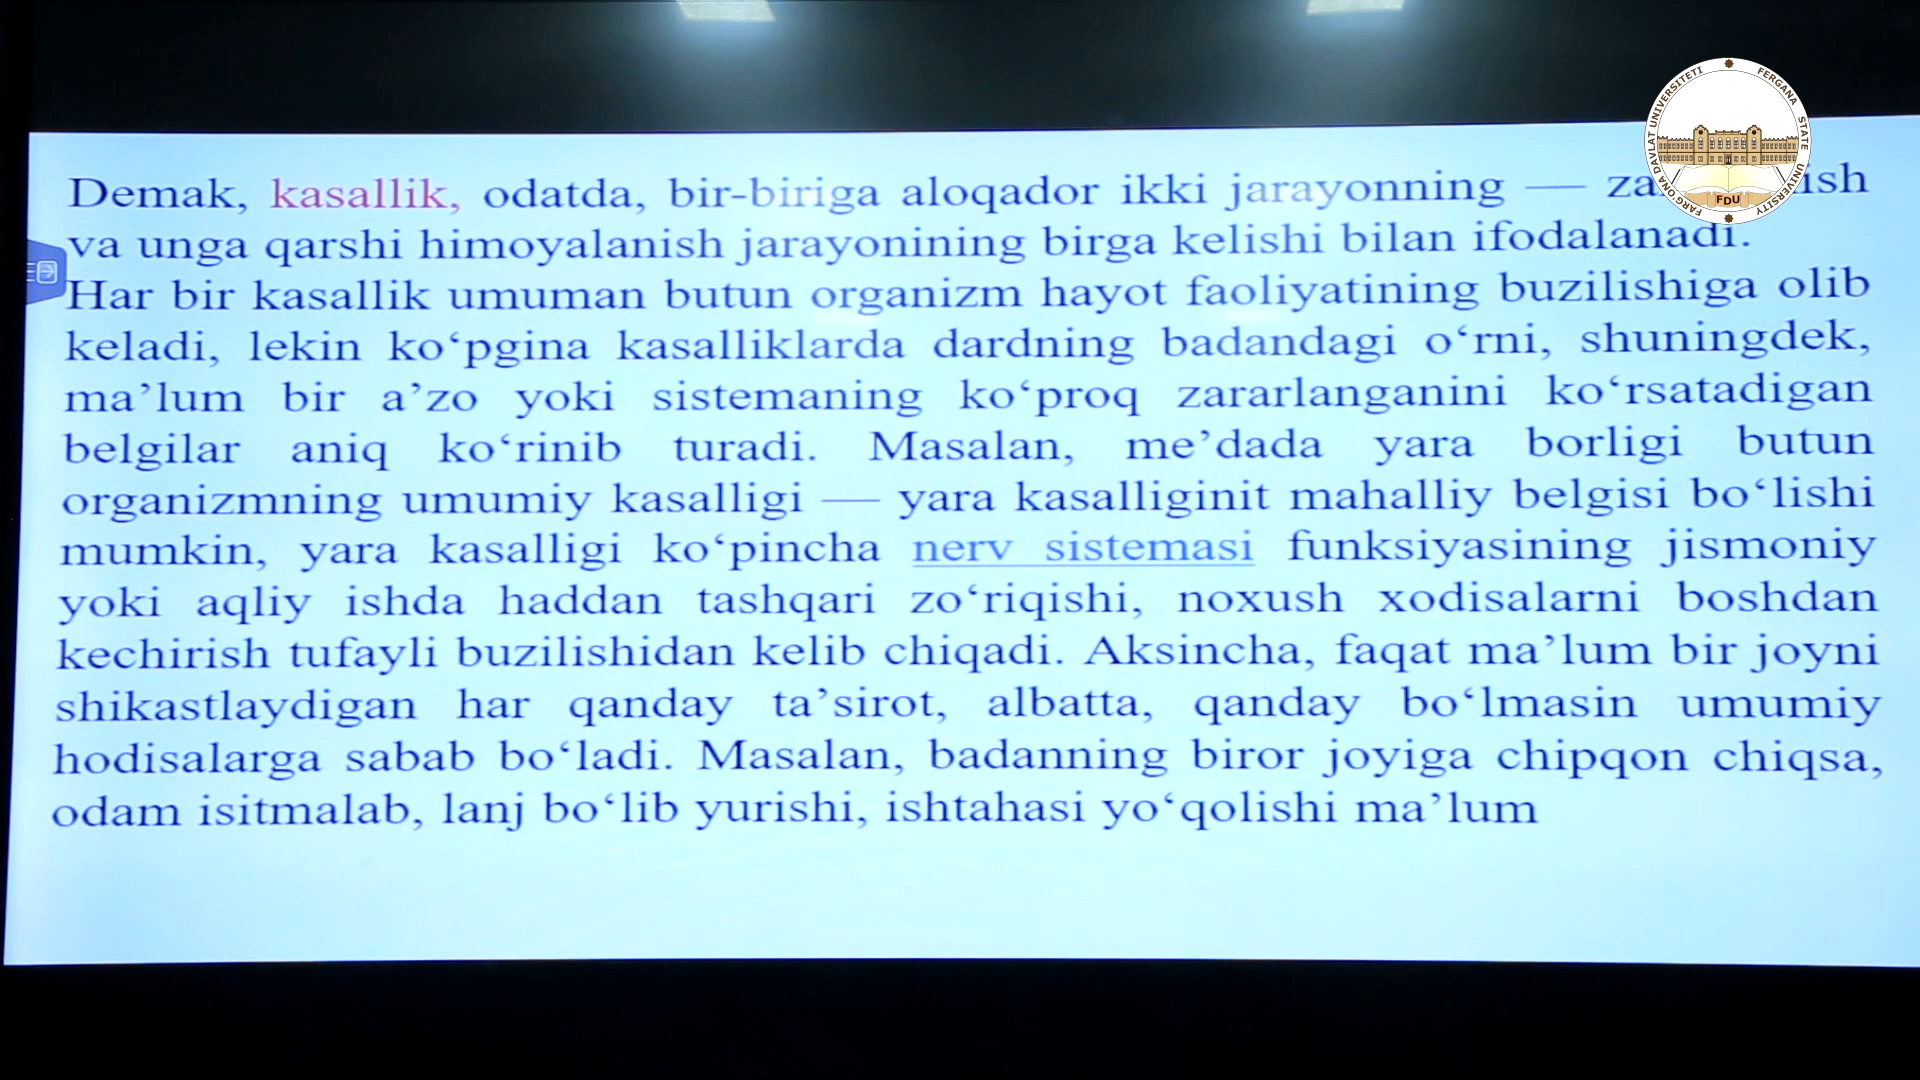 FARG'ONA DAVLAT UNIVERSITETI
FERGANA STATE UNIVERSITY
FDU
Demak, kasallik, odatda, bir-biriga aloqador ikki jarayonning —
va unga qarshi himoyalanish jarayonining birga kelishi bilan ifodalanadi.
Har bir kasallik umuman butun organizm hayot faoliyatining buzilishiga olib
keladi, lekin ko‘pgina kasalliklarda dardning badandagi o‘rni, shuningdek,
ma’lum bir a’zo yoki sistemaning ko‘proq zararlanganini ko‘rsatadigan
belgilar aniq ko‘rinib turadi. Masalan, me’dada yara borligi butun
organizmning umumiy kasalligi — yara kasalliginit mahalliy belgisi bo‘lishi
mumkin, yara kasalligi ko‘pincha nerv sistemasi funksiyasining jismoniy
yoki aqliy ishda haddan tashqari zo‘riqishi, noxush xodisalarni boshdan
kechirish tufayli buzilishidan kelib chiqadi. Aksincha, faqat ma’lum bir joyni
shikastlaydigan har qanday ta’sirot, albatta, qanday bo‘lmasin umumiy
hodisalarga sabab bo‘ladi. Masalan, badanning biror joyiga chipqon chiqsa,
odam isitmalab, lanj bo‘lib yurishi, ishtahasi yo‘qolishi ma’lum